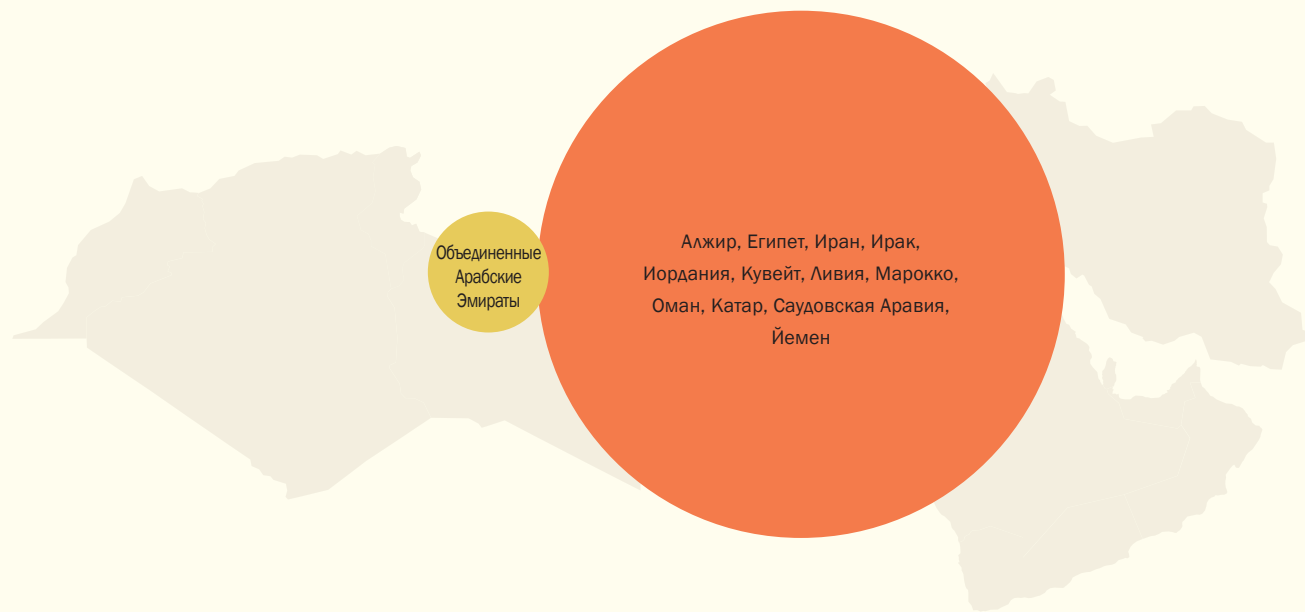 Объединенные
Арабские
Эмираты
Алжир, Египет, Иран, Ирак,
Иордания, Кувейт, Ливия, Марокко,
Оман, Катар, Саудовская Аравия,
Йемен